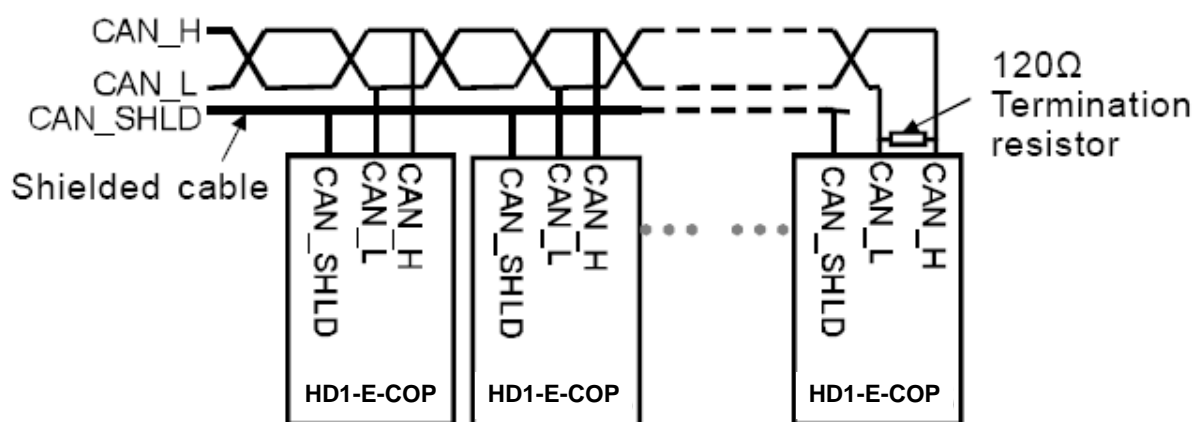 CAN_H
CAN_L
CAN_SHLD
Shielded cable
120Ω
Termination
resistor
CAN_SHLD
CAN_L
CAN_H
HD1-E-COP
CAN_SHLD
CAN_L
CAN_H
HD1-E-COP
CAN_SHLD
CAN_L
CAN_H
HD1-E-COP